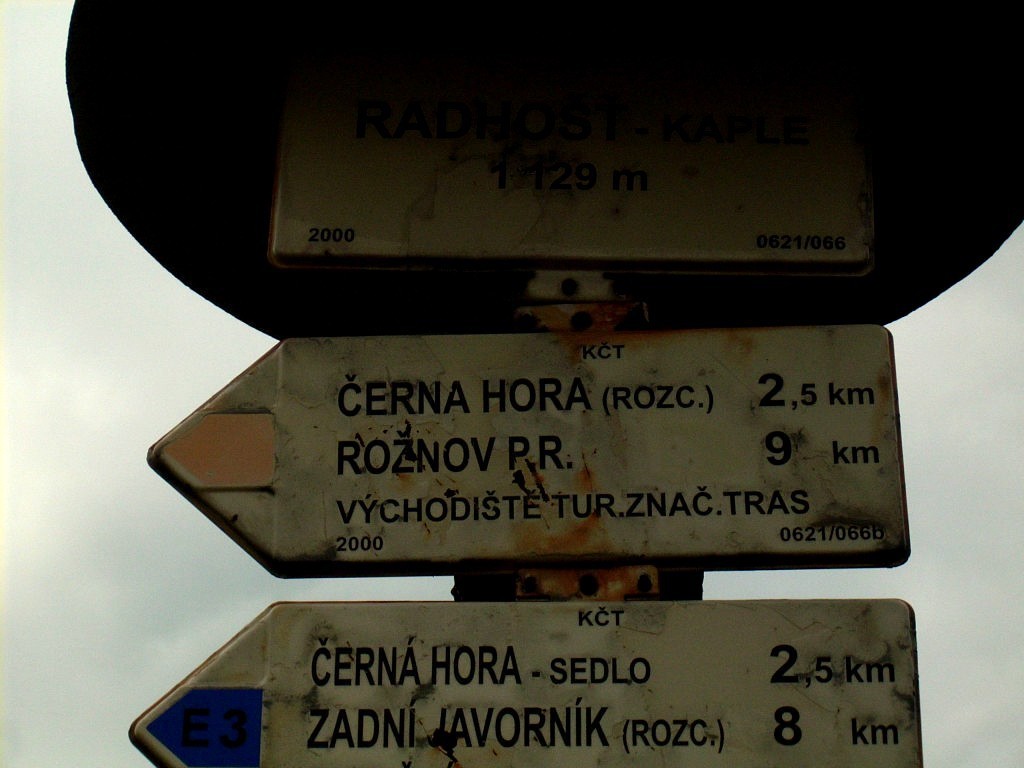 RADHOŠŤ - KAPLE
1 129 m
2000 0621/066
KČT
ČERNA HORA (ROZC.) 2,5 km
ROŽNOV P.R. 9 km
VÝCHODIŠTĚ TUR.ZNAČ.TRAS
2000 0621/066b
KČT
ČERNÁ HORA - SEDLO 2,5 km
E3 ZADNÍ JAVORNÍK (ROZC.) 8 km